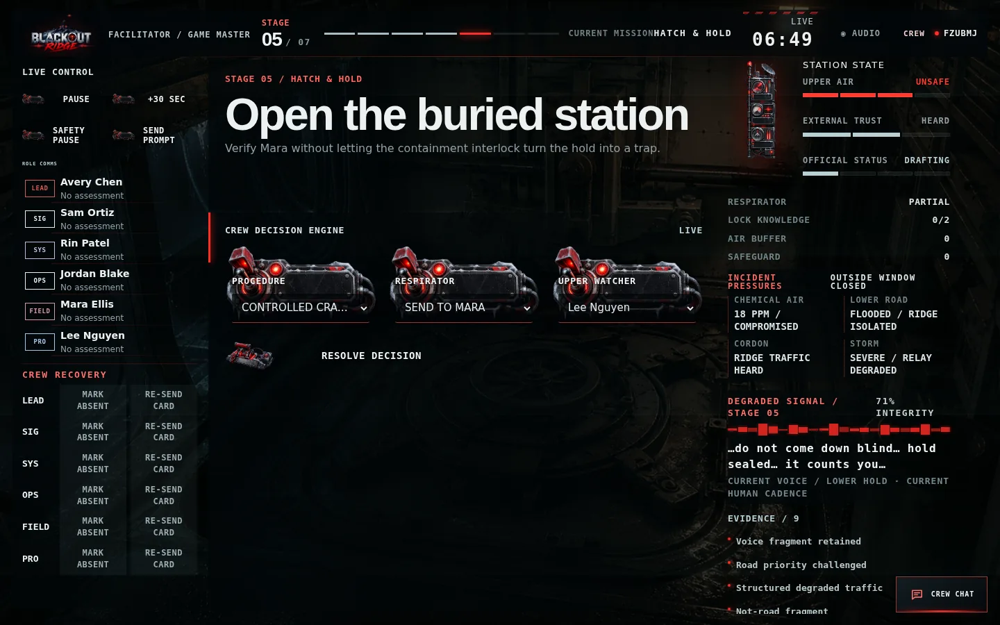 BLACKOUT
RIDGE
FACILITATOR / GAME MASTER
STAGE
05 / 07
CURRENT MISSION HATCH & HOLD
LIVE
06:49
AUDIO
CREW
FZUBMJ
LIVE CONTROL
PAUSE
+30 SEC
SAFETY
PAUSE
SEND
PROMPT
ROLE COMMS
LEAD
Avery Chen
No assessment
SIG
Sam Ortiz
No assessment
SYS
Rin Patel
No assessment
OPS
Jordan Blake
No assessment
FIELD
Mara Ellis
No assessment
PRO
Lee Nguyen
No assessment
CREW RECOVERY
LEAD
MARK
ABSENT
RE-SEND
CARD
SIG
MARK
ABSENT
RE-SEND
CARD
SYS
MARK
ABSENT
RE-SEND
CARD
OPS
MARK
ABSENT
RE-SEND
CARD
FIELD
MARK
ABSENT
RE-SEND
CARD
PRO
MARK
ABSENT
RE-SEND
CARD
STAGE 05 / HATCH & HOLD
Open the buried station
Verify Mara without letting the containment interlock turn the hold into a trap.
CREW DECISION ENGINE
LIVE
PROCEDURE
CONTROLLED CRA...
RESPIRATOR
SEND TO MARA
UPPER WATCHER
Lee Nguyen
RESOLVE DECISION
STATION STATE
UPPER AIR UNSAFE
EXTERNAL TRUST HEARD
OFFICIAL STATUS DRAFTING
RESPIRATOR PARTIAL
LOCK KNOWLEDGE 0/2
AIR BUFFER 0
SAFEGUARD 0
INCIDENT
PRESSURES
OUTSIDE WINDOW
CLOSED
CHEMICAL AIR
18 PPM /
COMPROMISED
LOWER ROAD
FLOODED / RIDGE
ISOLATED
CORDON
RIDGE TRAFFIC
HEARD
STORM
SEVERE / RELAY
DEGRADED
DEGRADED SIGNAL /
STAGE 05
71%
INTEGRITY
…do not come down blind… hold
sealed… it counts you…
CURRENT VOICE / LOWER HOLD · CURRENT
HUMAN CADENCE
EVIDENCE / 9
Voice fragment retained
Road priority challenged
Structured degraded traffic
Not-road fragment
CREW CHAT